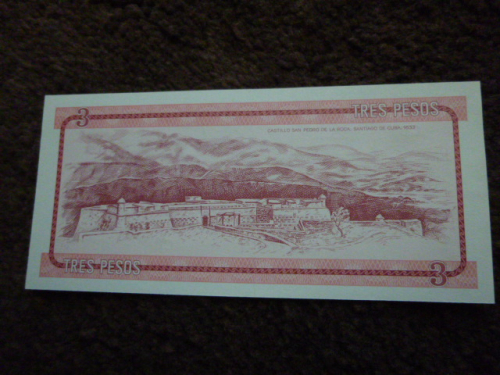 3 TRES PESOS
CASTILLO SAN PEDRO DE LA ROCA, SANTIAGO DE CUBA,
TRES PESOS 3